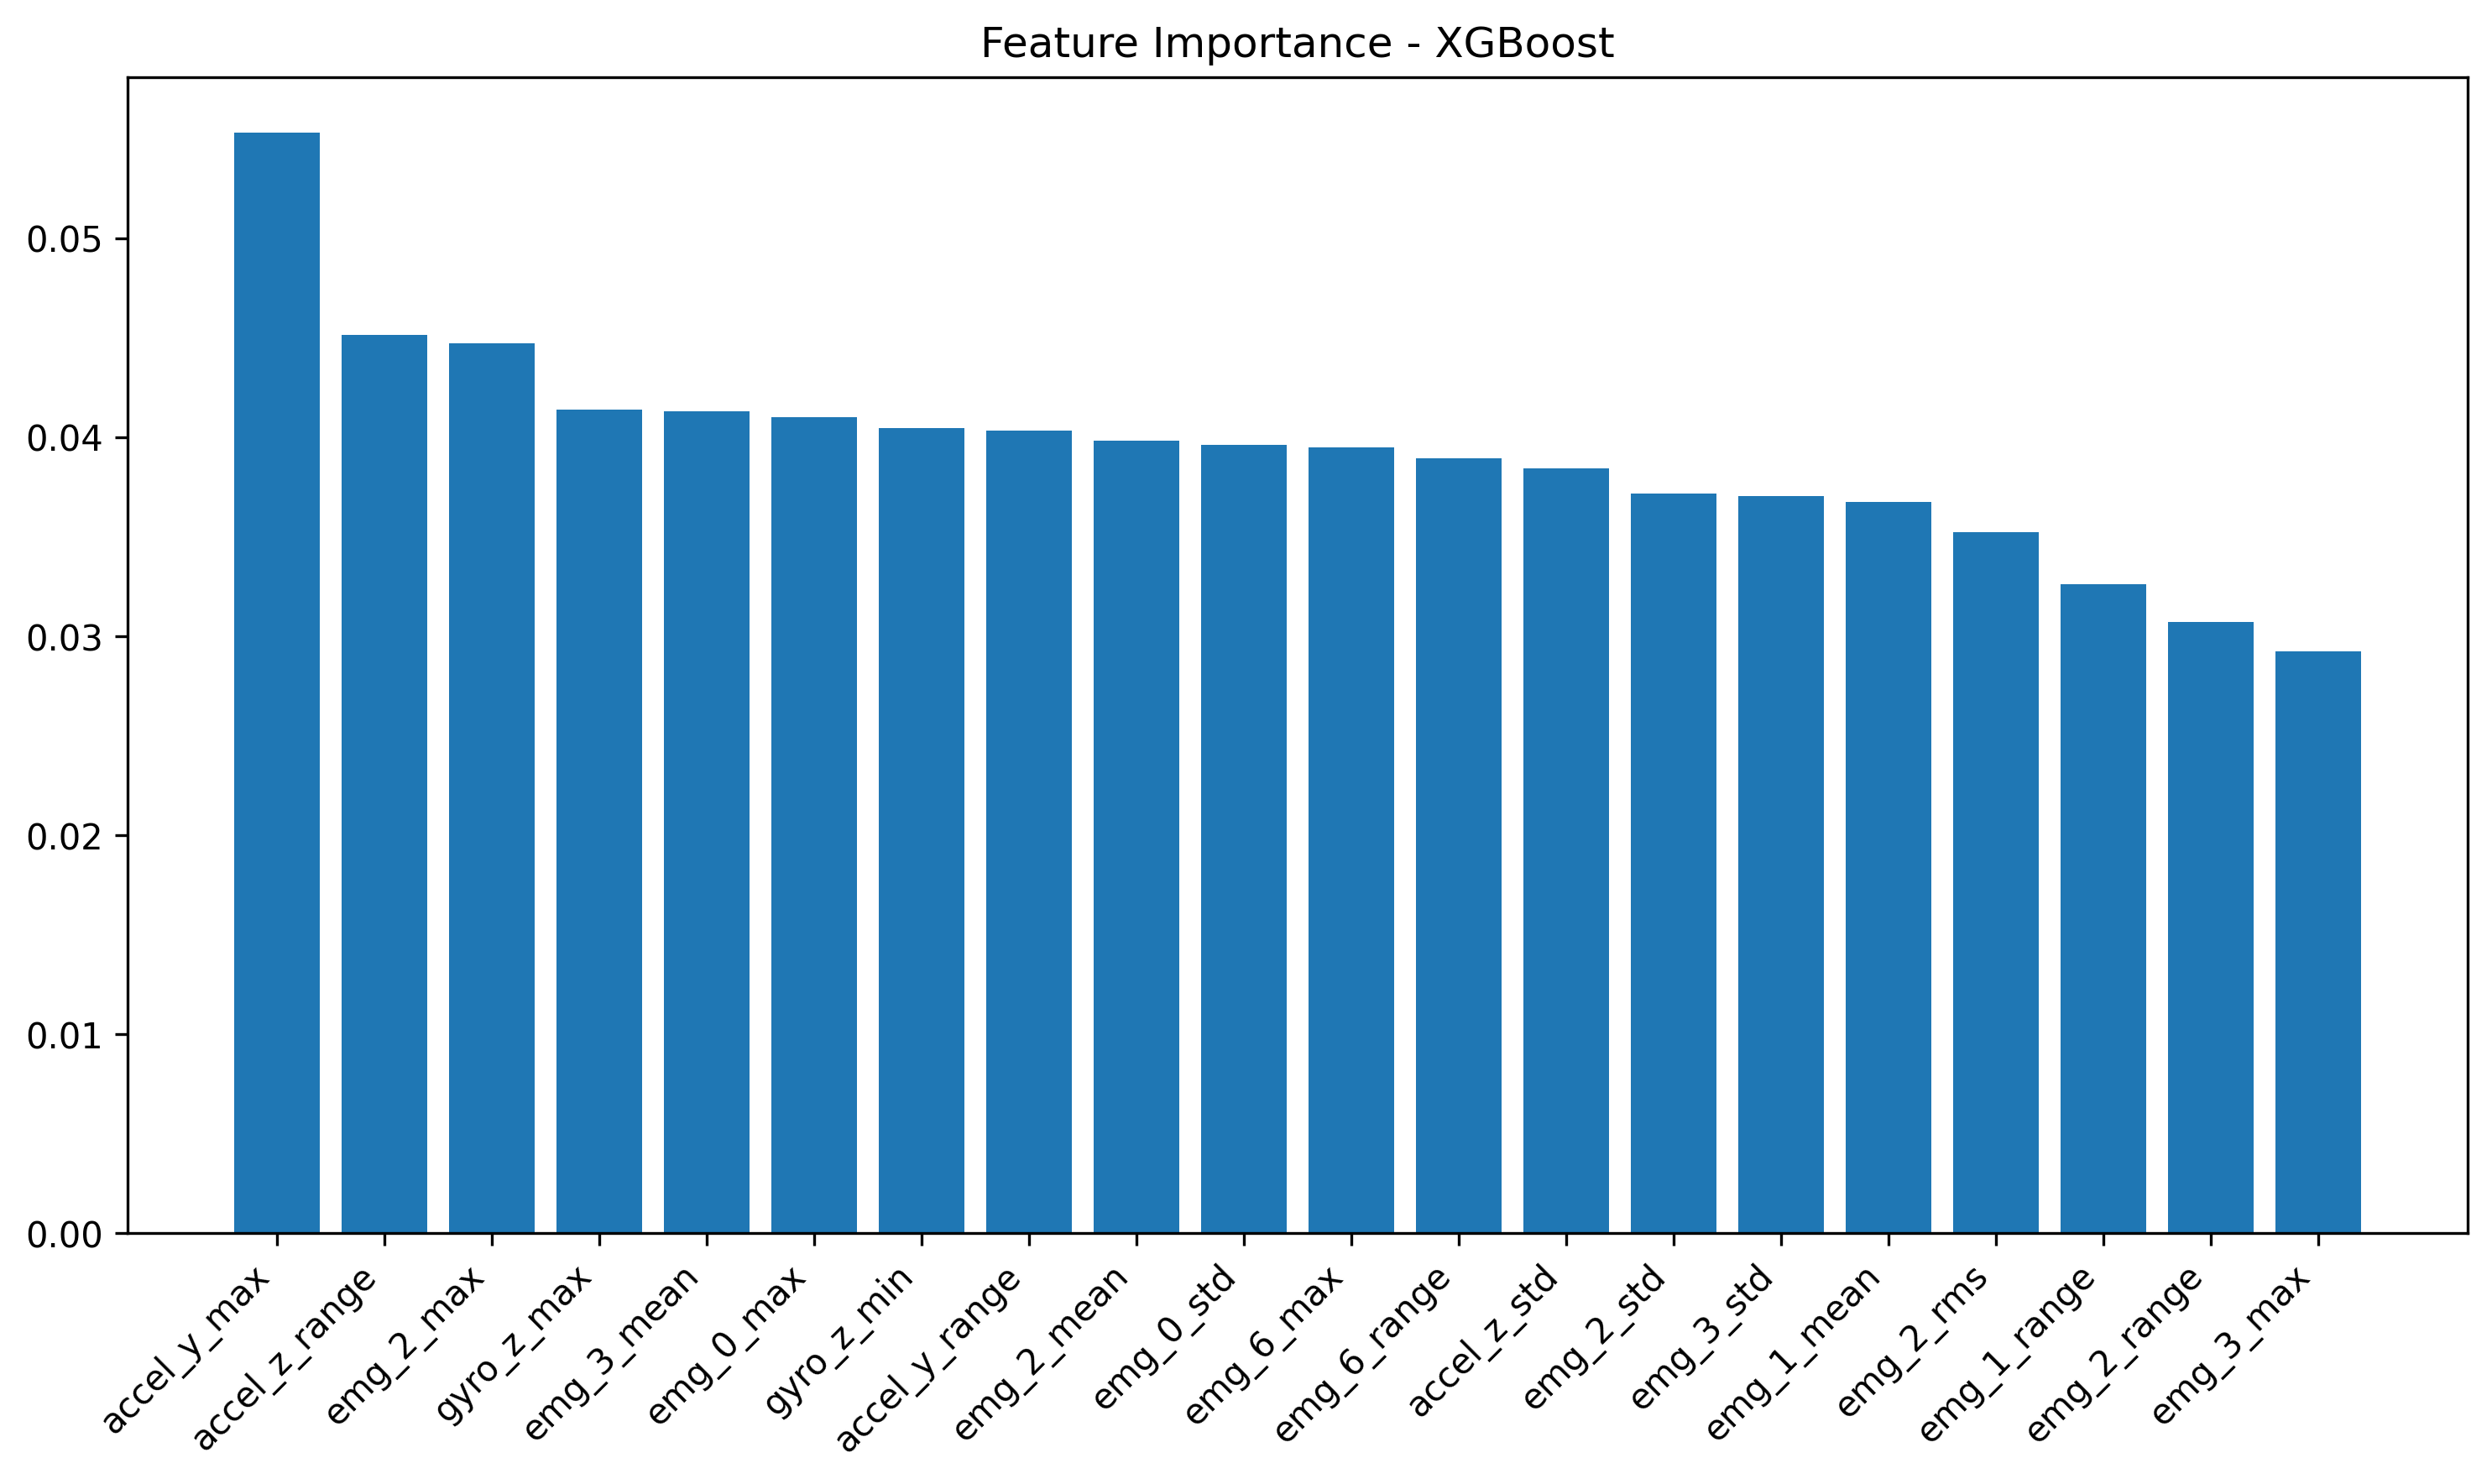 Feature Importance - XGBoost
0.05
0.04
0.03
0.02
0.01
0.00
accel_y_max
accel_z_range
emg_2_max
gyro_z_max
emg_3_mean
emg_0_max
gyro_z_min
accel_y_range
emg_2_mean
emg_0_std
emg_6_max
emg_6_range
accel_z_std
emg_2_std
emg_3_std
emg_1_mean
emg_2_rms
emg_1_range
emg_2_range
emg_3_max